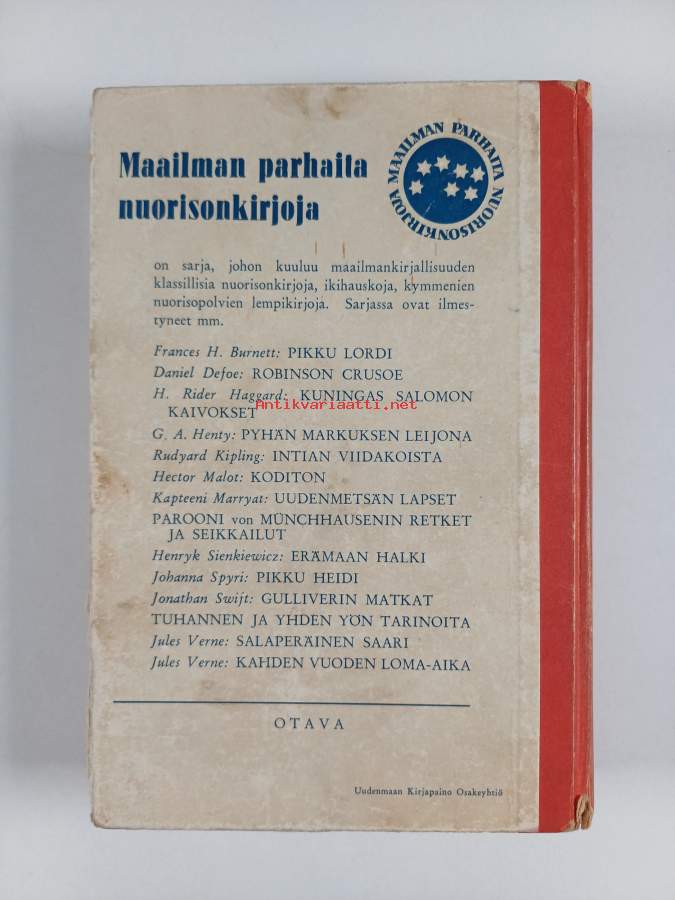 Maailman parhaita
nuorisonkirjoja
MAAILMAN PARHAITA NUORISONKIRJOJA
on sarja, johon kuuluu maailmankirjallisuuden
klassillisia nuorisonkirjoja, ikihauskoja, kymmenien
nuorisopolvien lempikirjoja. Sarjassa ovat ilmes-
tyneet mm.
Frances H. Burnett: PIKKU LORDI
Daniel Defoe: ROBINSON CRUSOE
H. Rider Haggard: KUNINGAS SALOMON
KAIVOKSET
Antikvariaatti.net
G. A. Henty: PYHÄN MARKUKSEN LEIJONA
Rudyard Kipling: INTIAN VIIDAKOISTA
Hector Malot: KODITON
Kapteeni Marryat: UUDENMETSÄN LAPSET
PAROONI von MÜNCHHAUSENIN RETKET
JA SEIKKAILUT
Henryk Sienkiewicz: ERÄMAAN HALKI
Johanna Spyri: PIKKU HEIDI
Jonathan Swift: GULLIVERIN MATKAT
TUHANNEN JA YHDEN YÖN TARINOITA
Jules Verne: SALAPERÄINEN SAARI
Jules Verne: KAHDEN VUODEN LOMA-AIKA
OTAVA
Uudenmaan Kirjapaino Osakeyhtiö